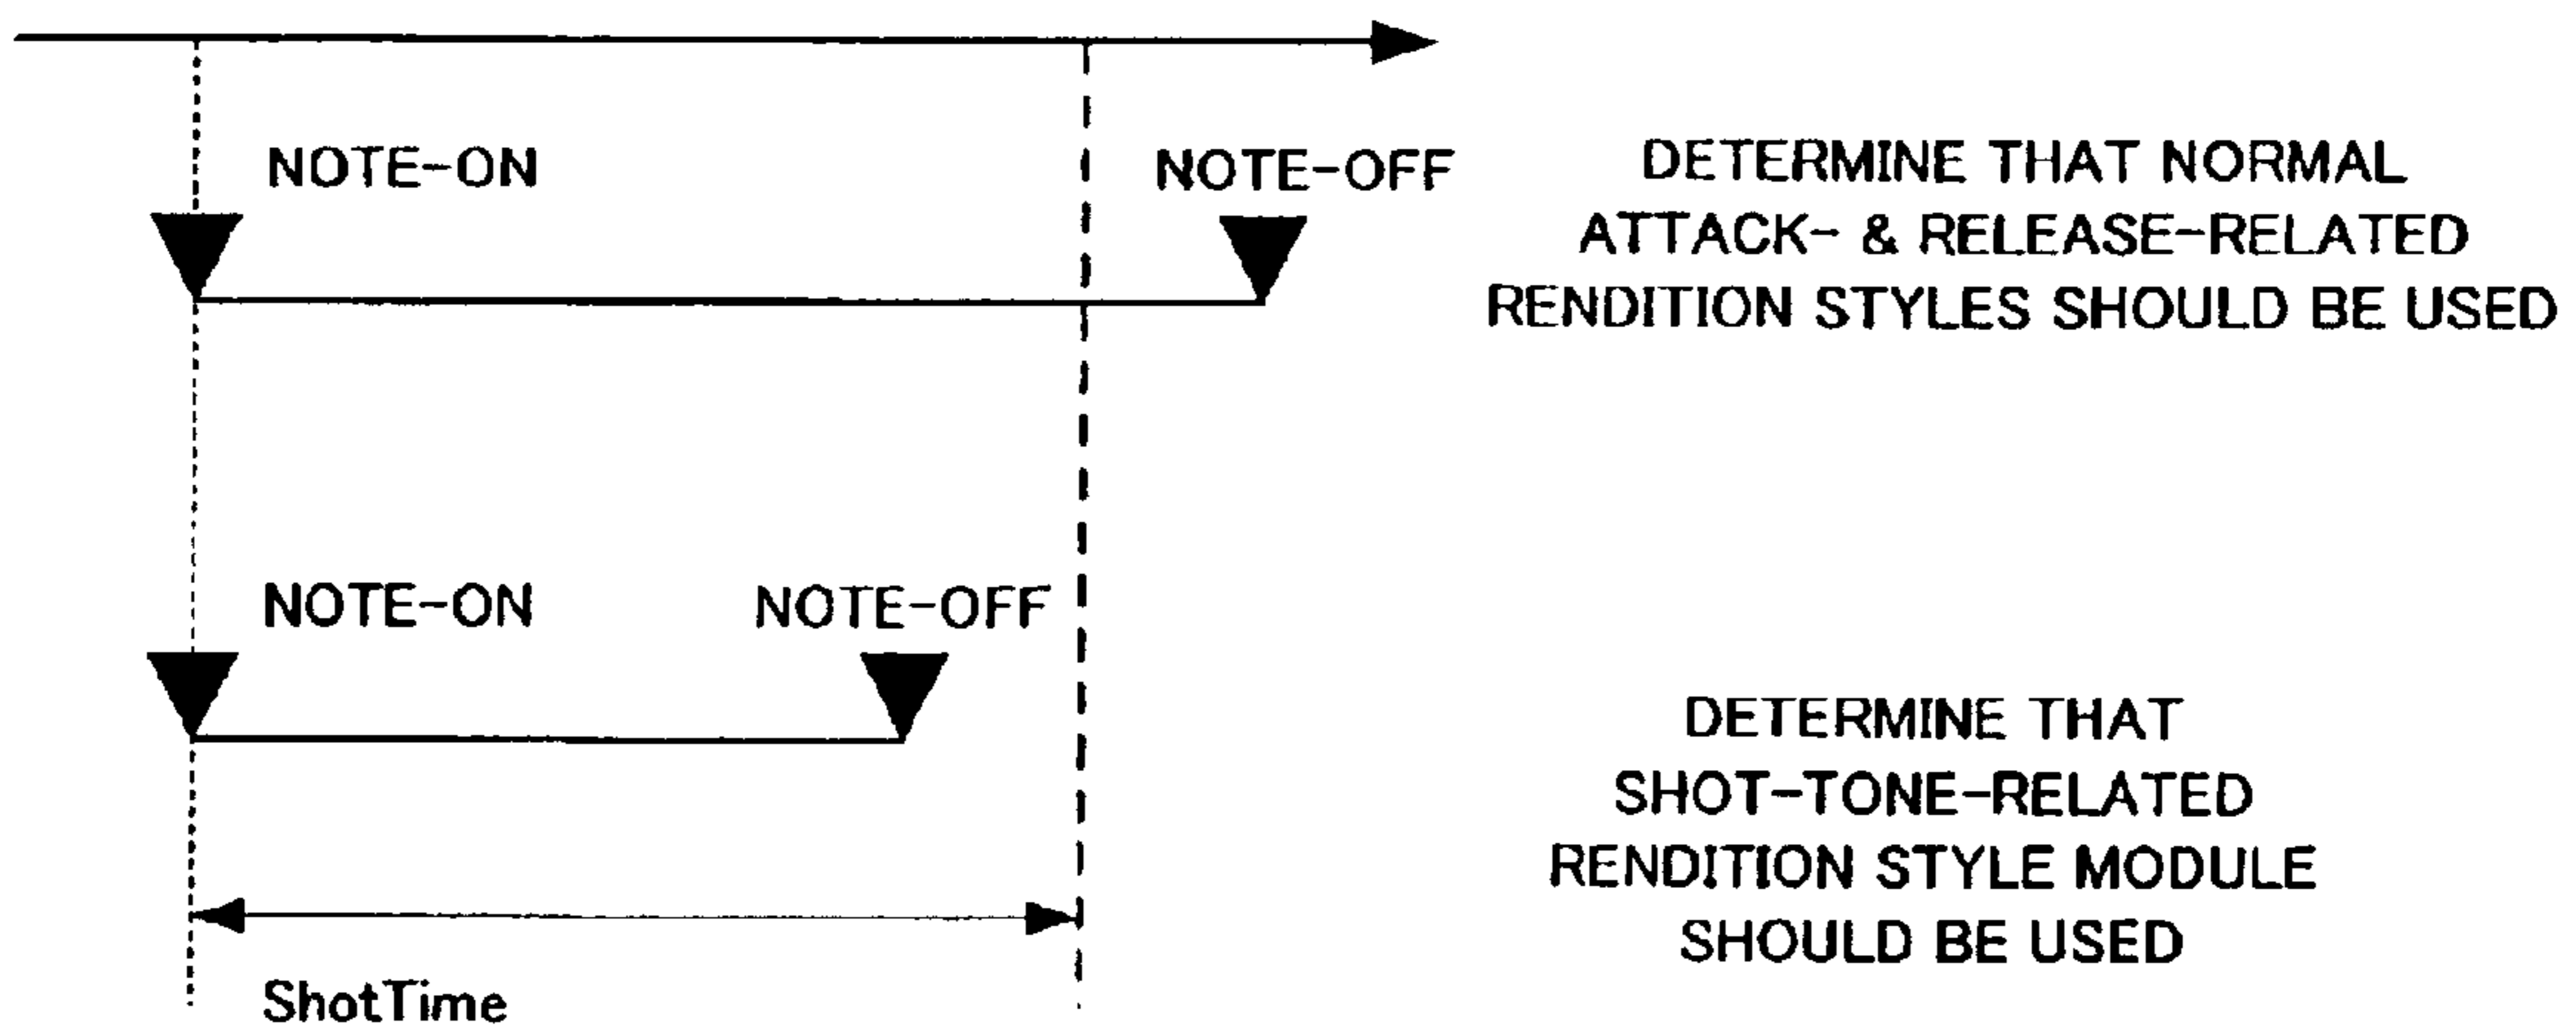 NOTE-ON
NOTE-OFF
DETERMINE THAT NORMAL
ATTACK- & RELEASE-RELATED
RENDITION STYLES SHOULD BE USED
NOTE-ON
NOTE-OFF
DETERMINE THAT
SHOT-TONE-RELATED
RENDITION STYLE MODULE
SHOULD BE USED
ShotTime